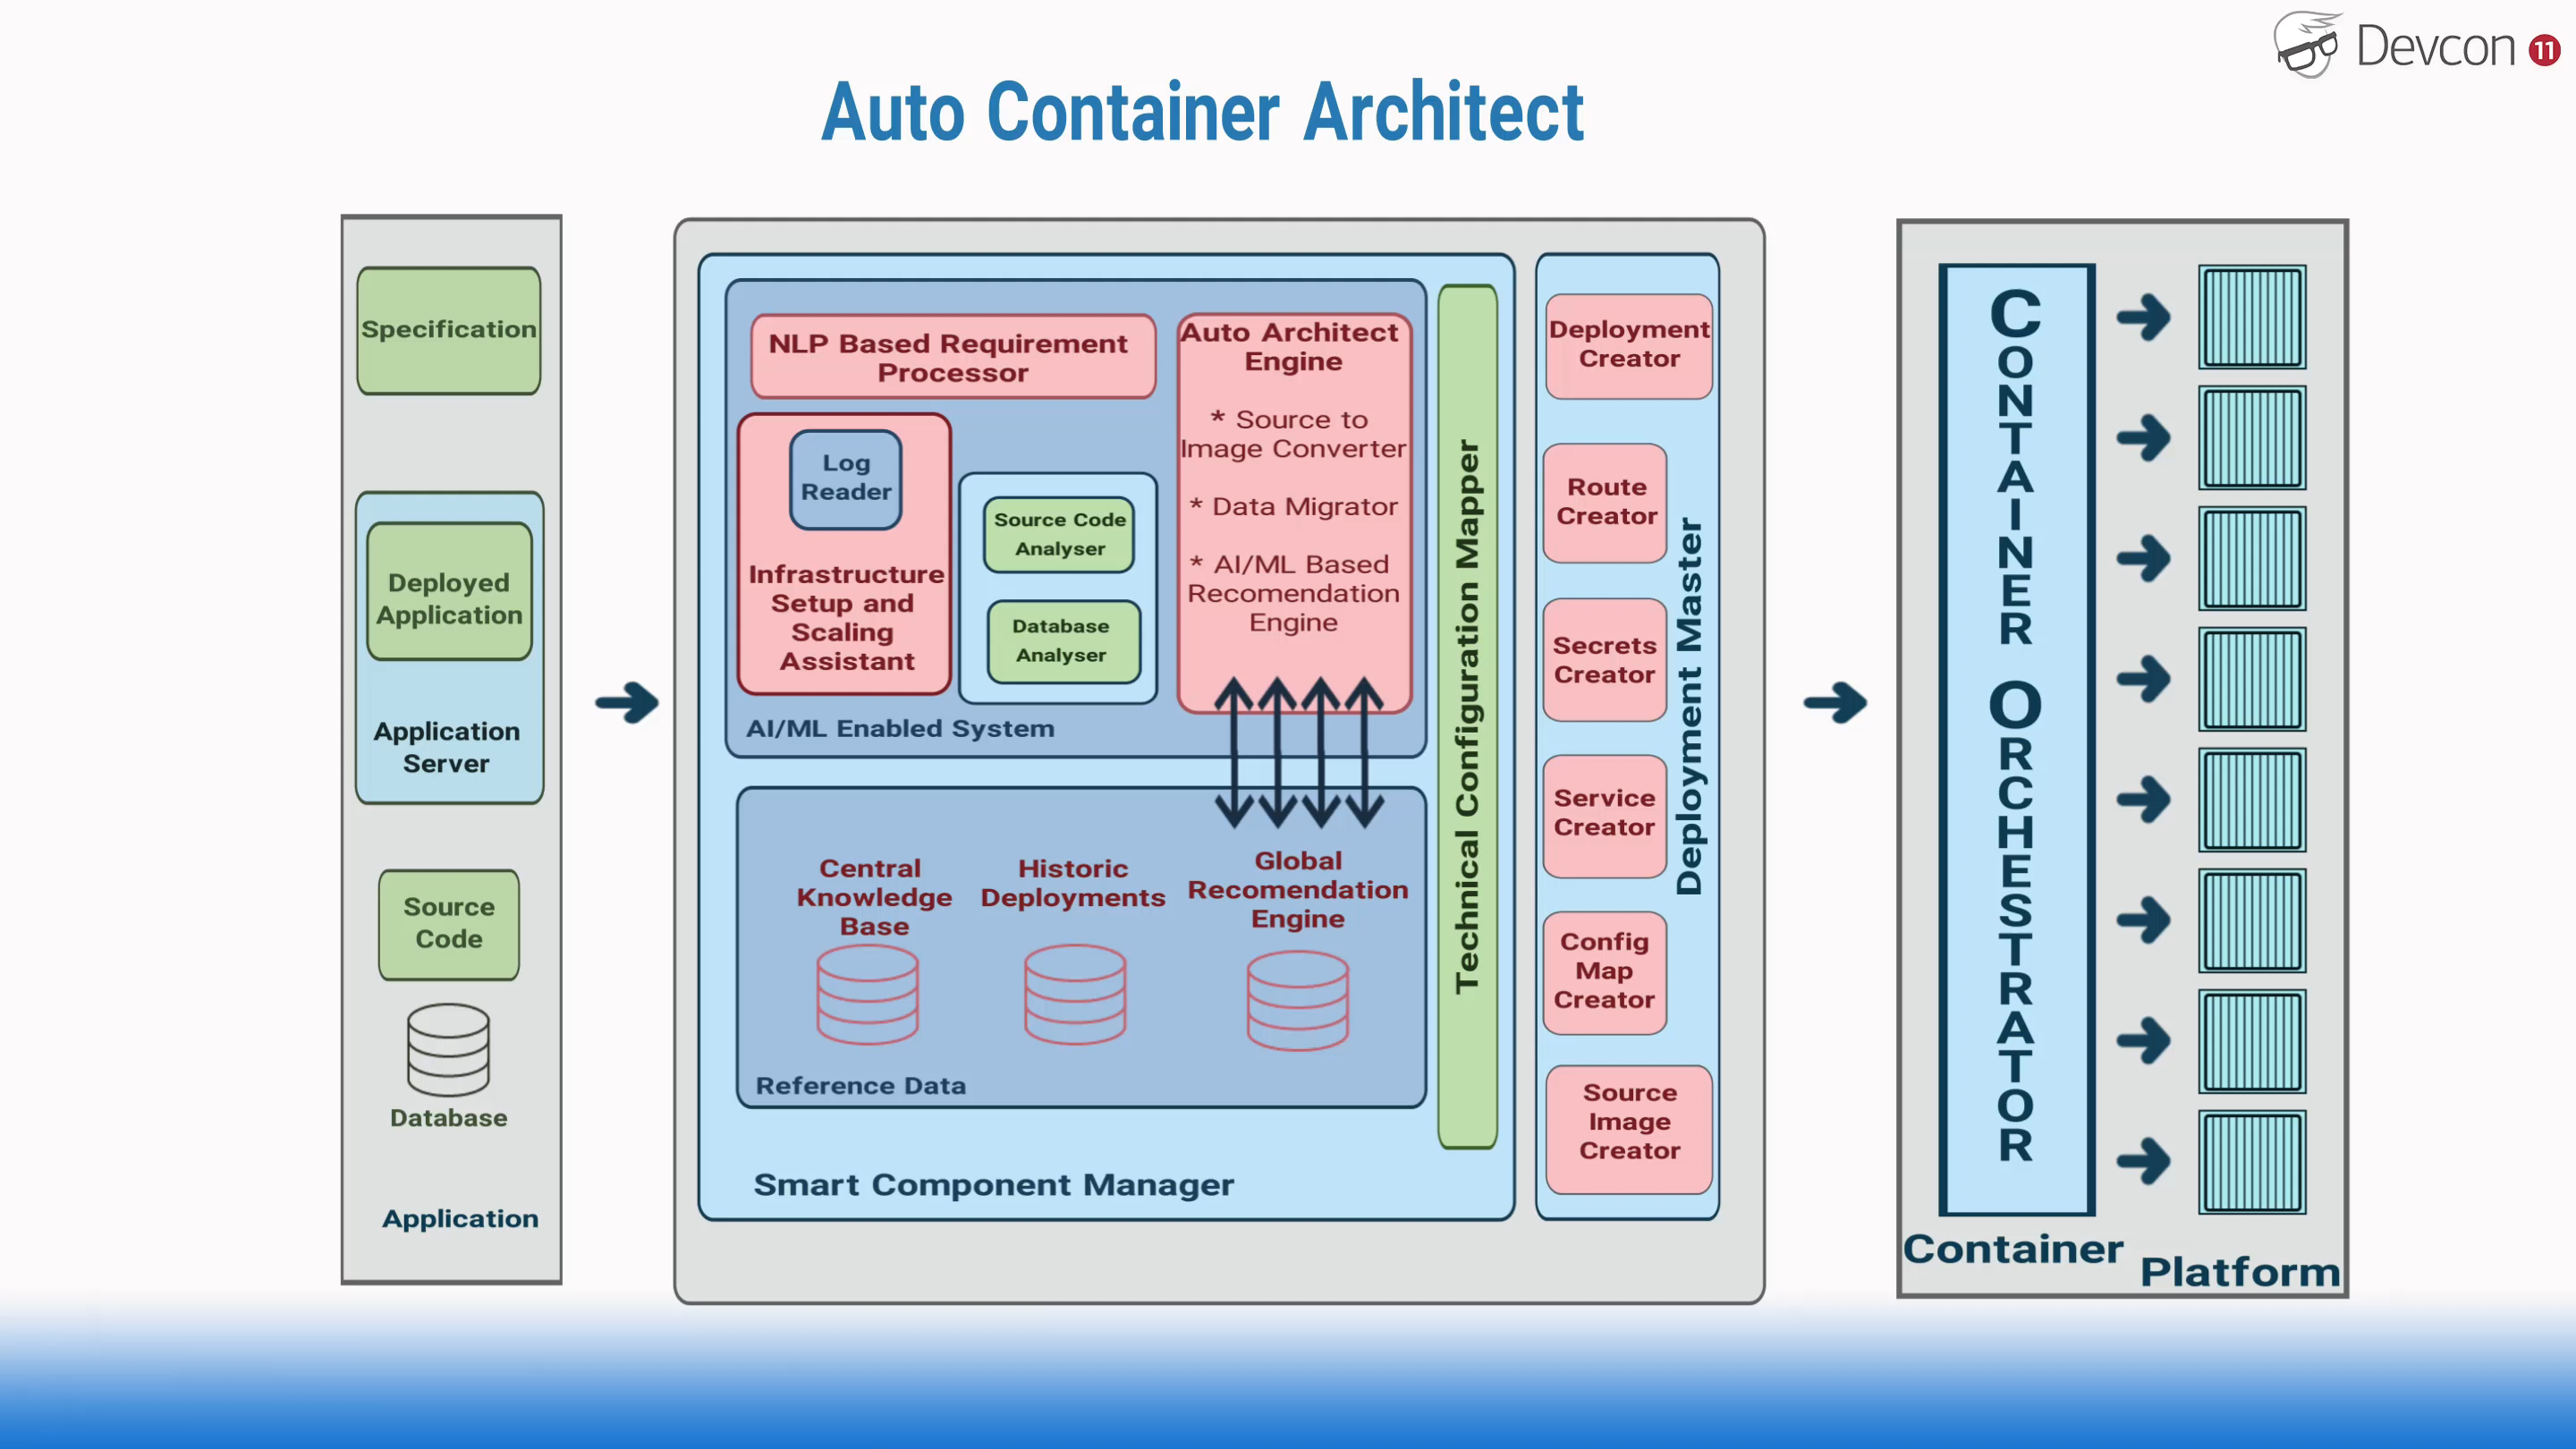 Devcon 11
Auto Container Architect
Specification
Deployed
Application
Application
Server
Source
Code
Database
Application
NLP Based Requirement
Processor
Log
Reader
Infrastructure
Setup and
Scaling
Assistant
Source Code
Analyser
Database
Analyser
Auto Architect
Engine
* Source to
Image Converter
* Data Migrator
* AI/ML Based
Recomendation
Engine
AI/ML Enabled System
Central
Knowledge
Base
Historic
Deployments
Global
Recomendation
Engine
Reference Data
Smart Component Manager
Technical Configuration Mapper
Deployment
Creator
Route
Creator
Secrets
Creator
Service
Creator
Config
Map
Creator
Source
Image
Creator
Deployment Master
CONTAINER ORCHESTRATOR
Container
Platform